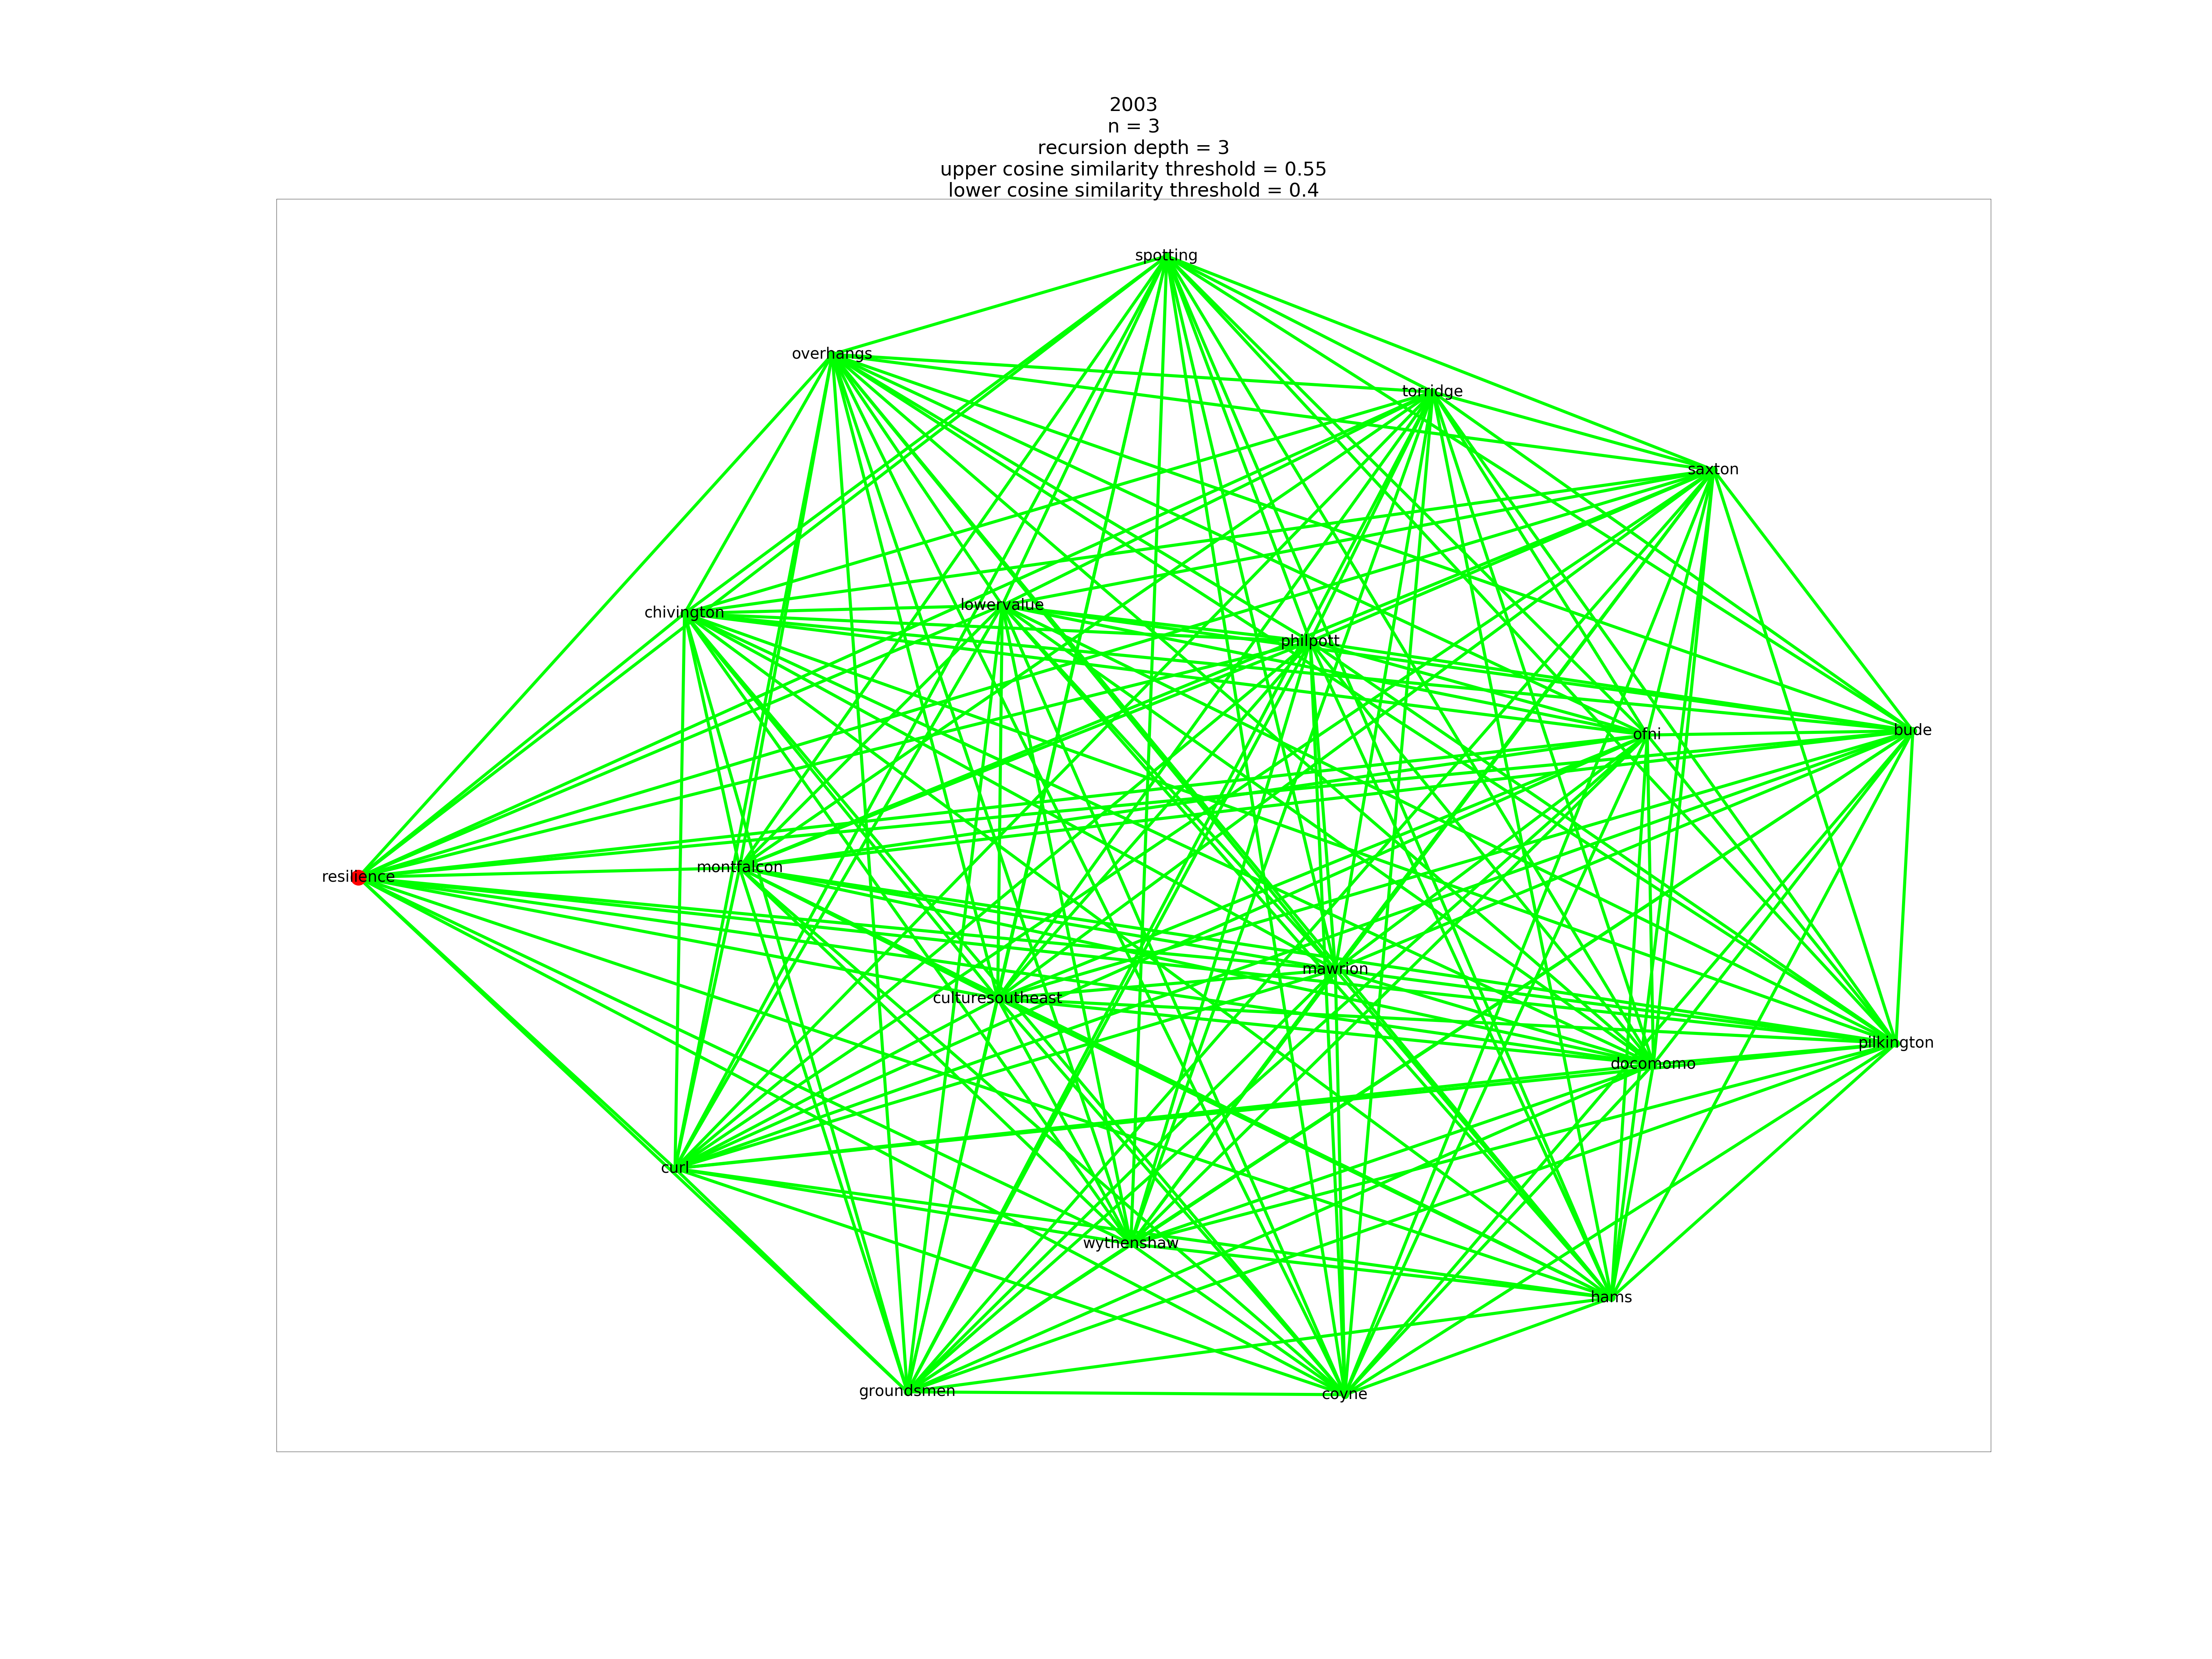 2003
n = 3
recursion depth = 3
upper cosine similarity threshold = 0.55
lower cosine similarity threshold = 0.4
spotting
overhangs
torridge
saxton
chivington
lowervalue
philpott
ofni
bude
resilience
montfalcon
mawrion
culturesoutheast
pilkington
docomomo
curl
wythenshaw
hams
groundsmen
coyne